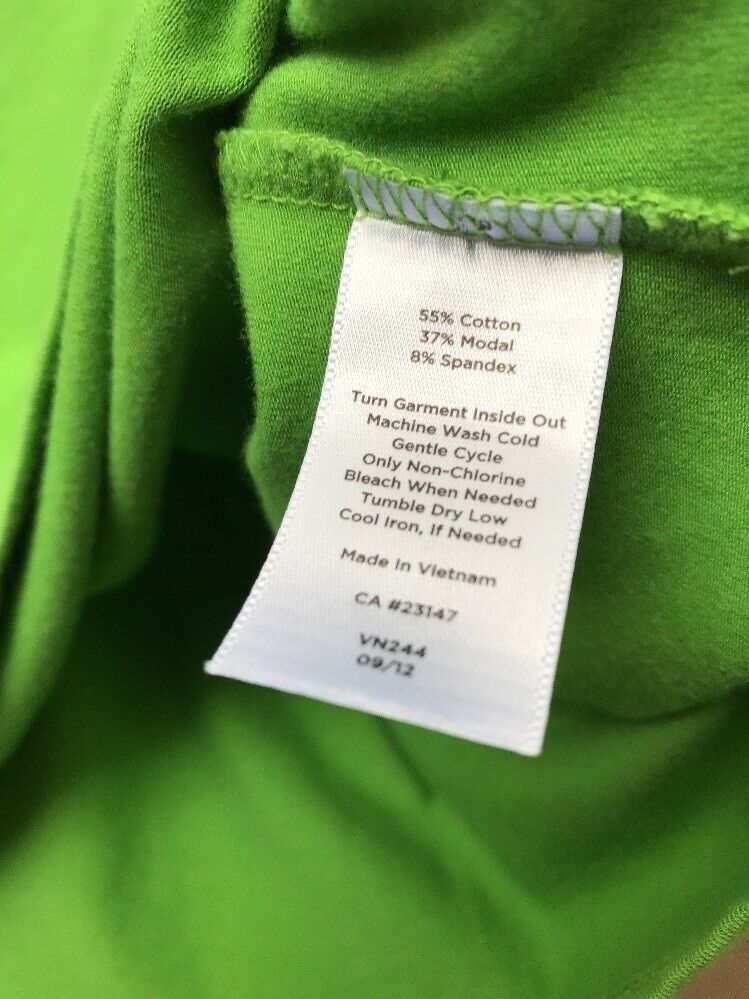 55% Cotton
37% Modal
8% Spandex
Turn Garment Inside Out
Machine Wash Cold
Gentle Cycle
Only Non-Chlorine
Bleach When Needed
Tumble Dry Low
Cool Iron, If Needed
Made In Vietnam
CA #23147
VN244
09/12